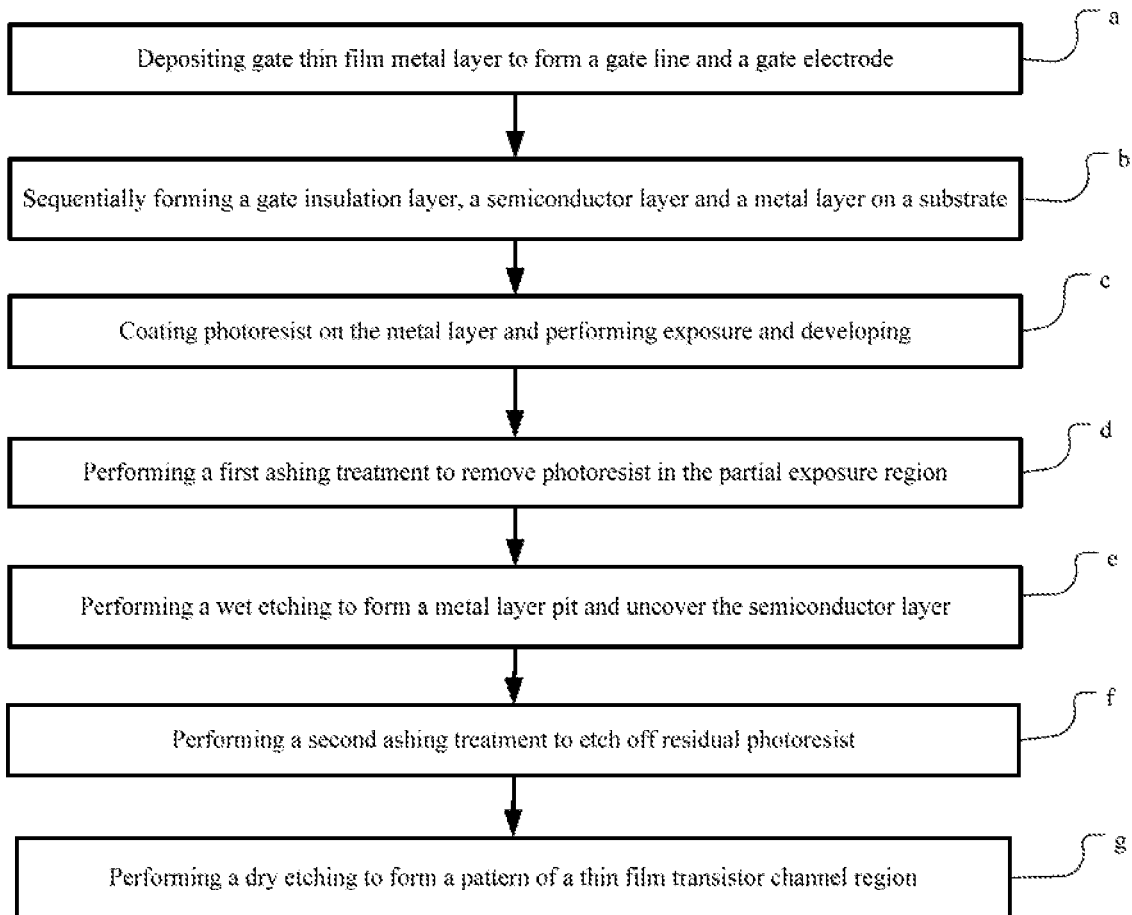 a
Depositing gate thin film metal layer to form a gate line and a gate electrode
b
Sequentially forming a gate insulation layer, a semiconductor layer and a metal layer on a substrate
c
Coating photoresist on the metal layer and performing exposure and developing
d
Performing a first ashing treatment to remove photoresist in the partial exposure region
e
Performing a wet etching to form a metal layer pit and uncover the semiconductor layer
f
Performing a second ashing treatment to etch off residual photoresist
g
Performing a dry etching to form a pattern of a thin film transistor channel region